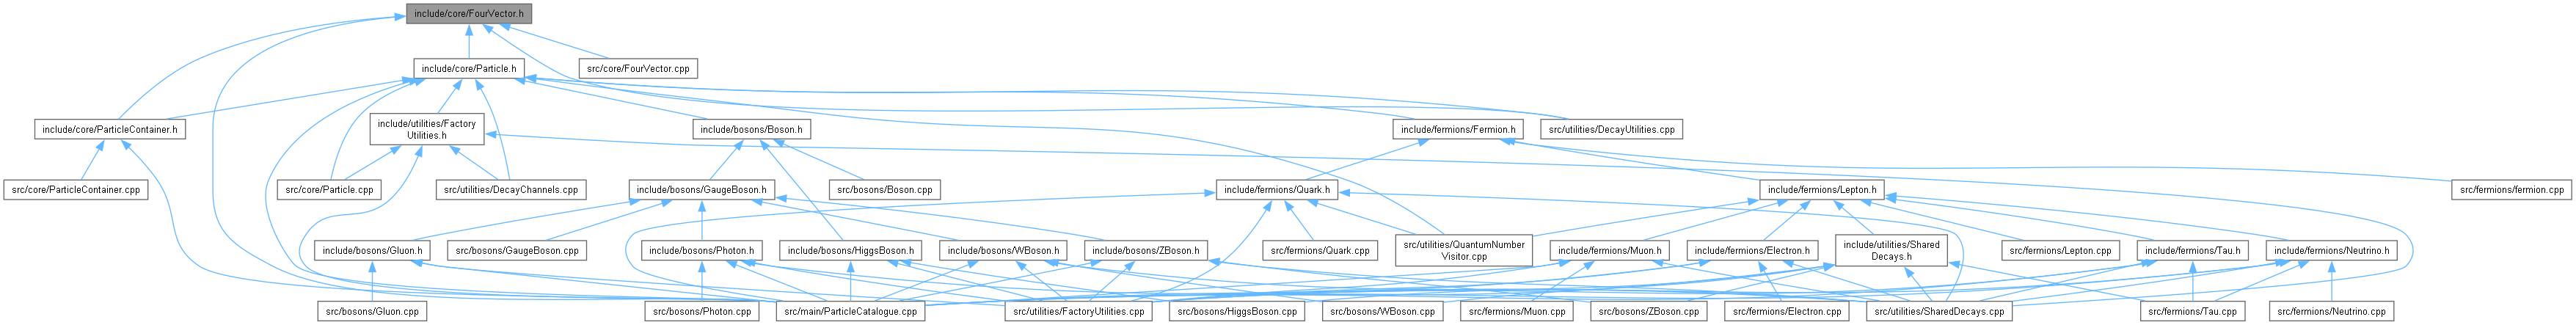 include/core/FourVector.h
include/core/Particle.h
src/core/FourVector.cpp
include/core/ParticleContainer.h
include/utilities/Factory
Utilities.h
include/bosons/Boson.h
include/fermions/Fermion.h
src/utilities/DecayUtilities.cpp
src/core/ParticleContainer.cpp
src/core/Particle.cpp
src/utilities/DecayChannels.cpp
include/bosons/GaugeBoson.h
src/bosons/Boson.cpp
include/fermions/Quark.h
include/fermions/Lepton.h
src/fermions/fermion.cpp
include/bosons/Gluon.h
src/bosons/GaugeBoson.cpp
include/bosons/Photon.h
include/bosons/HiggsBoson.h
include/bosons/WBoson.h
include/bosons/ZBoson.h
src/fermions/Quark.cpp
src/utilities/QuantumNumber
Visitor.cpp
include/fermions/Muon.h
include/fermions/Electron.h
include/utilities/Shared
Decays.h
src/fermions/Lepton.cpp
include/fermions/Tau.h
include/fermions/Neutrino.h
src/bosons/Gluon.cpp
src/bosons/Photon.cpp
src/main/ParticleCatalogue.cpp
src/utilities/FactoryUtilities.cpp
src/bosons/HiggsBoson.cpp
src/bosons/WBoson.cpp
src/fermions/Muon.cpp
src/bosons/ZBoson.cpp
src/fermions/Electron.cpp
src/utilities/SharedDecays.cpp
src/fermions/Tau.cpp
src/fermions/Neutrino.cpp